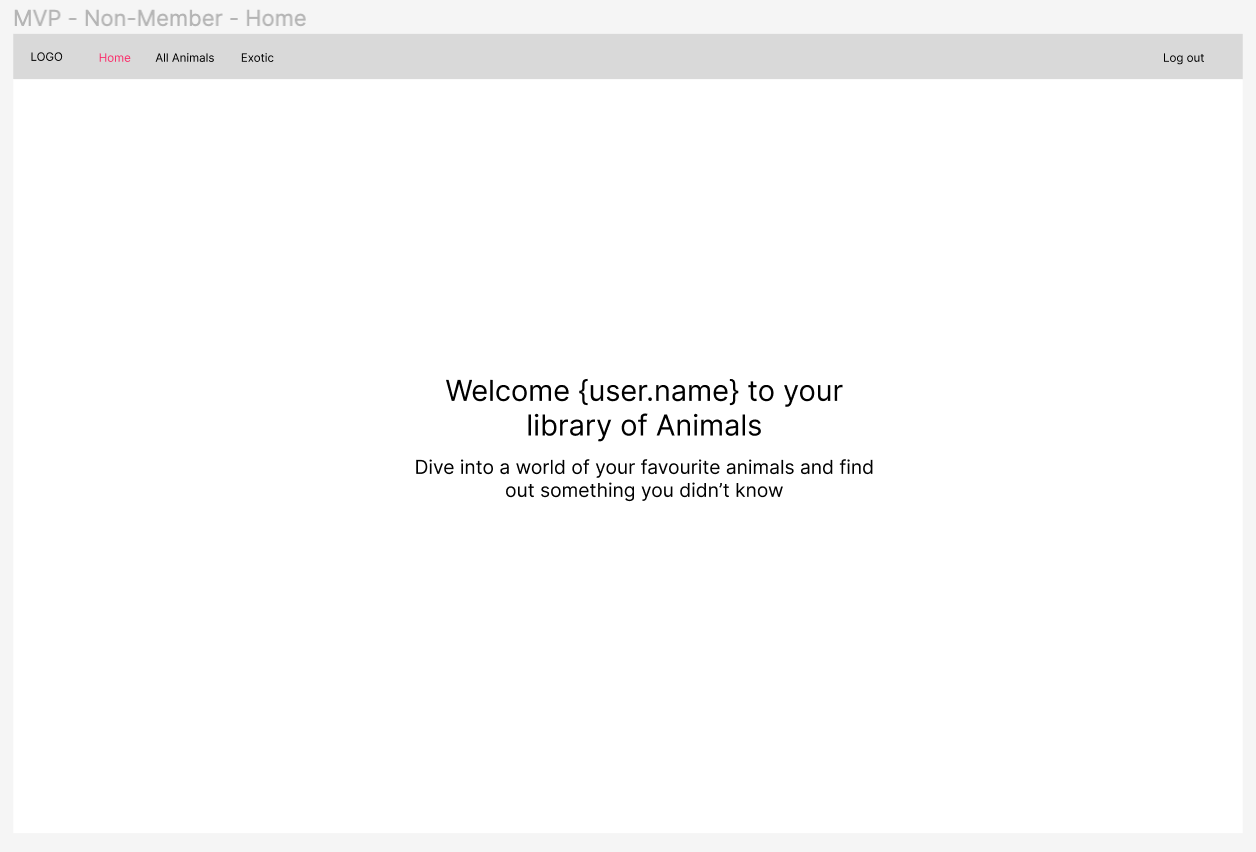 MVP - Non-Member - Home
LOGO Home All Animals Exotic Log out
Welcome {user.name} to your
library of Animals
Dive into a world of your favourite animals and find
out something you didn’t know